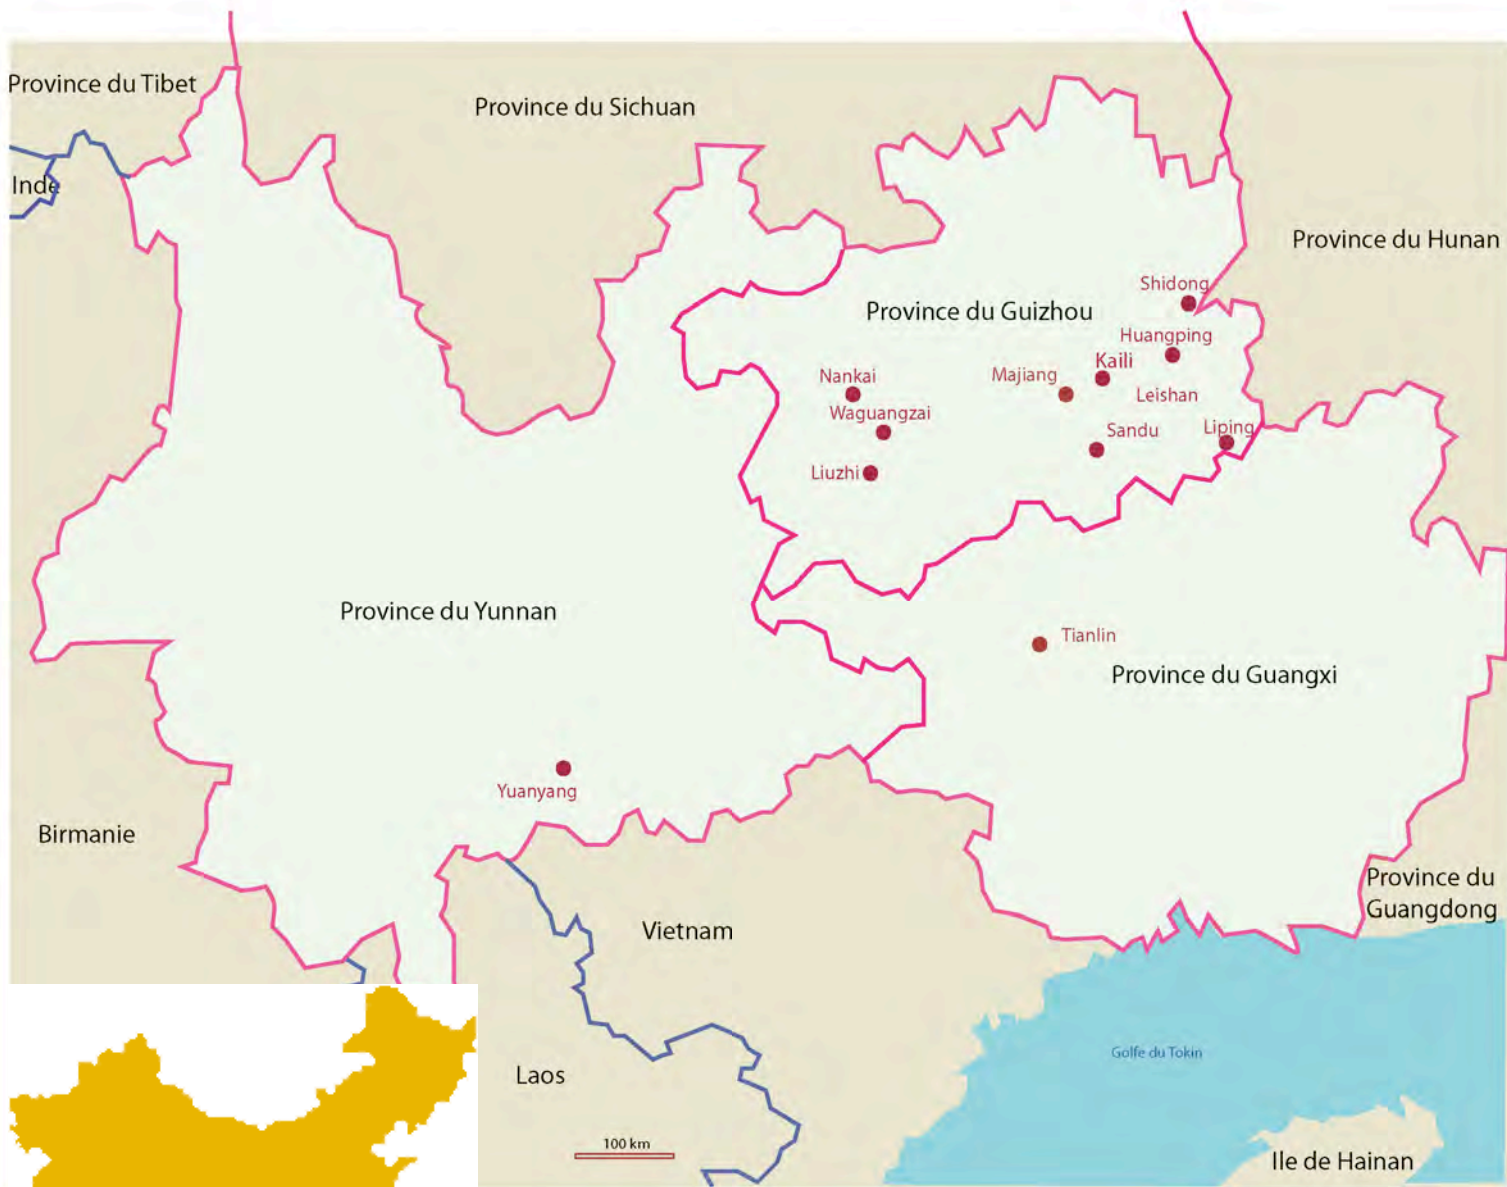 Province du Tibet
Province du Sichuan
Inde
Province du Hunan
Shidong
Province du Guizhou
Huangping
Kaili
Nankai
Majiang
Leishan
Waguangzai
Sandu
Liping
Liuzhi
Province du Yunnan
Tianlin
Province du Guangxi
Yuanyang
Birmanie
Province du
Guangdong
Vietnam
Golfe du Tokin
Laos
100 km
Ile de Hainan